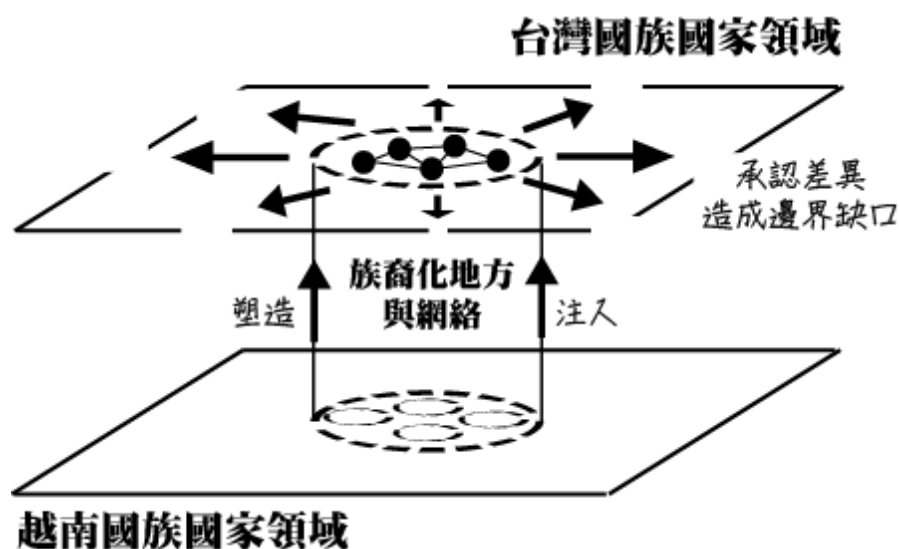 台灣國族國家領域
承認差異
造成邊界缺口
族裔化地方
與網絡
塑造
注入
越南國族國家領域